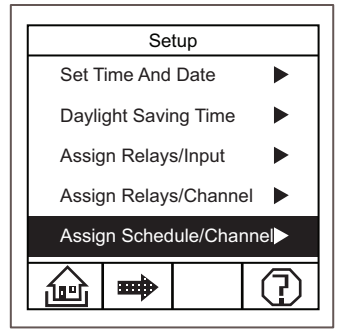 Setup
Set Time And Date
Daylight Saving Time
Assign Relays/Input
Assign Relays/Channel
Assign Schedule/Channel
?